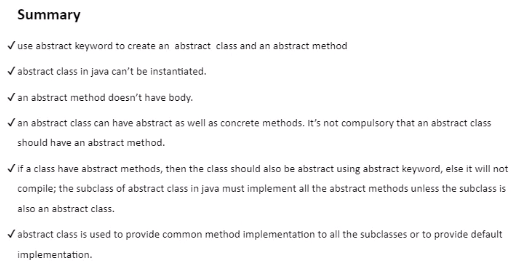 Summary
✓ use abstract keyword to create an abstract class and an abstract method
✓ abstract class in java can't be instantiated.
✓ an abstract method doesn't have body.
✓ an abstract class can have abstract as well as concrete methods. It's not compulsory that an abstract class
should have an abstract method.
✓ if a class have abstract methods, then the class should also be abstract using abstract keyword, else it will not
compile; the subclass of abstract class in java must implement all the abstract methods unless the subclass is
also an abstract class.
✓ abstract class is used to provide common method implementation to all the subclasses or to provide default
implementation.